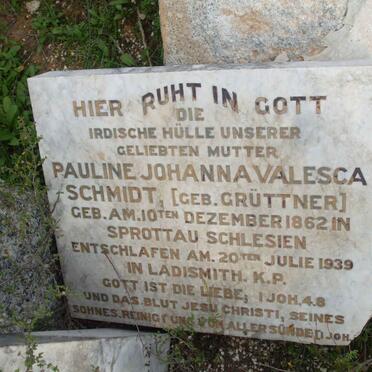 HIER RUHT IN GOTT
DIE
IRDISCHE HÜLLE UNSERER
GELIEBTEN MUTTER
PAULINE JOHANNA VALESCA
SCHMIDT, [GEB. GRÜTTNER]
GEB. AM. 10TEN DEZEMBER 1862 IN
SPROTTAU SCHLESIEN
ENTSCHLAFEN AM. 20TEN JULIE 1939
IN LADISMITH. K.P.
GOTT IST DIE LIEBE; I JOH. 4.8
UND DAS BLUT JESU CHRISTI, SEINES
SOHNES, REINIGT UNS VON ALLER SÜNDE I JOH.